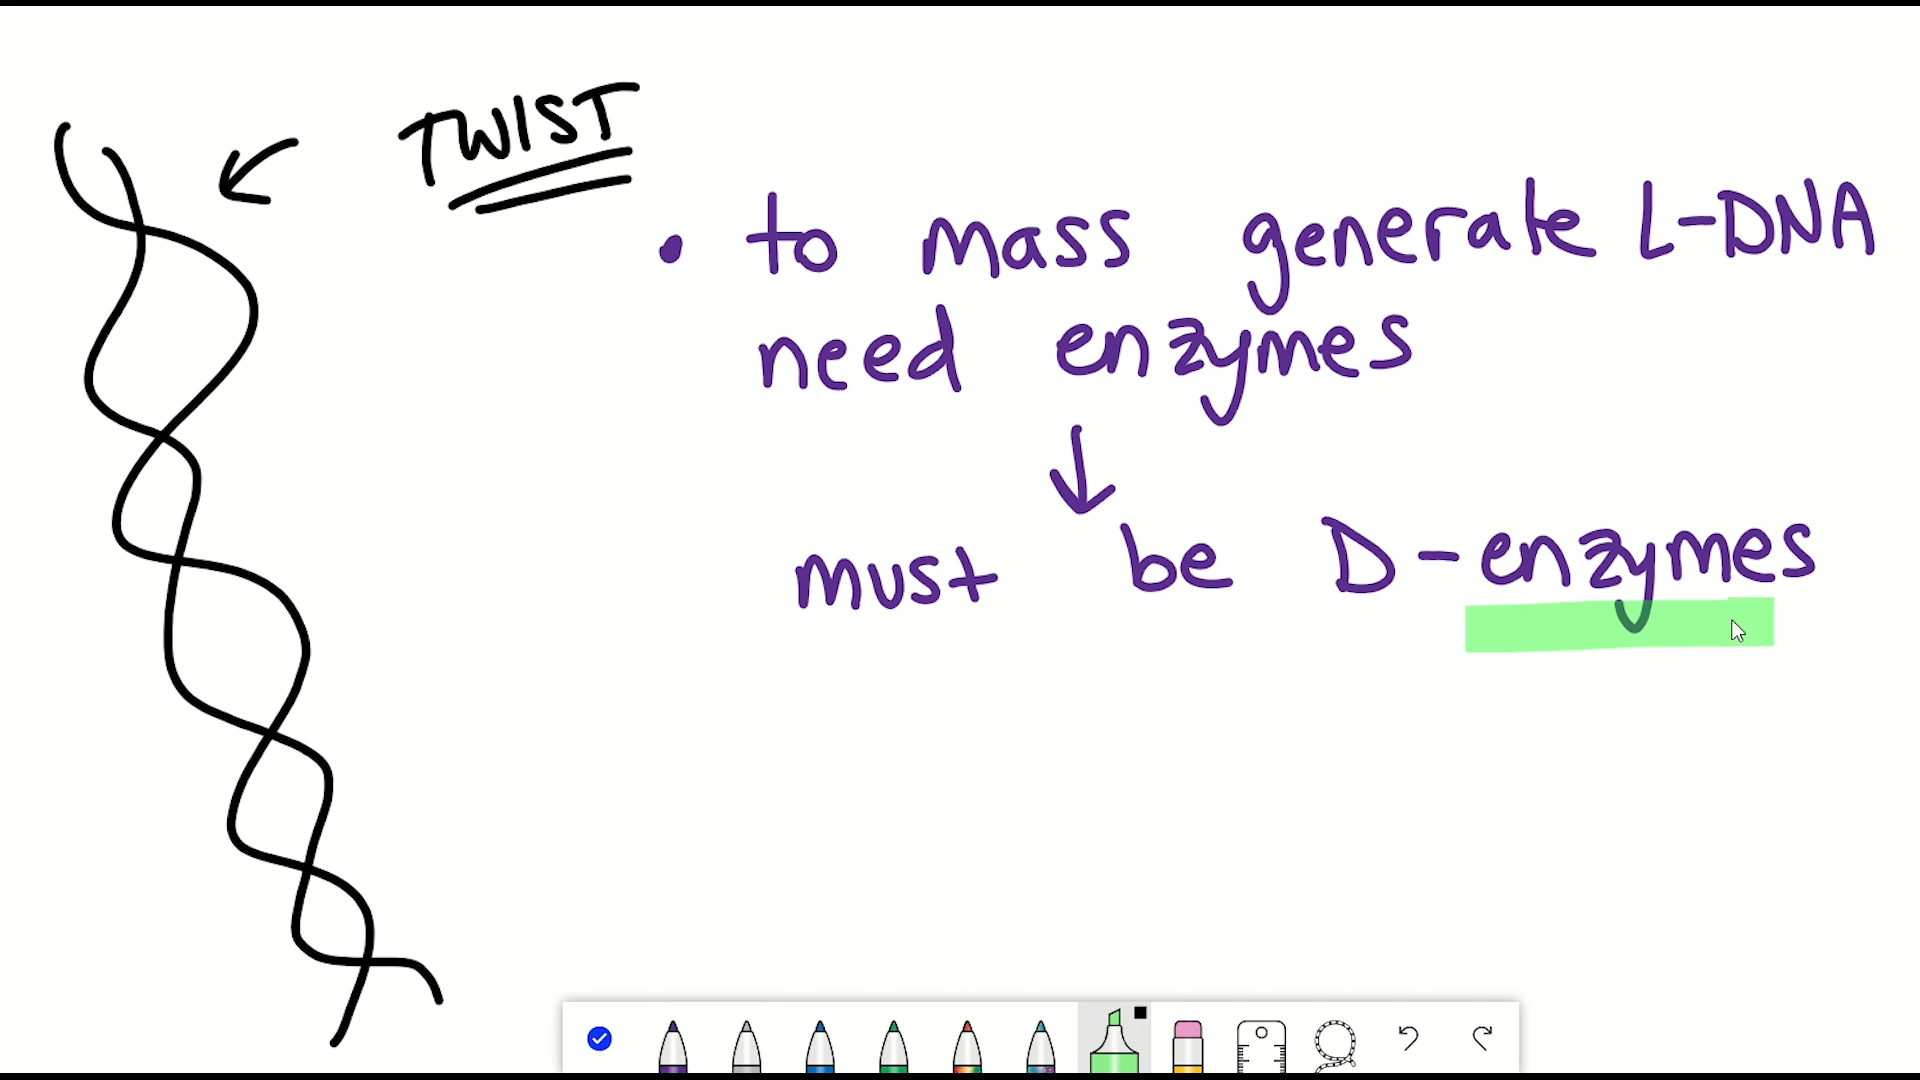 TWIST
• to mass generate L-DNA
need enzymes
↓
must be D-enzymes